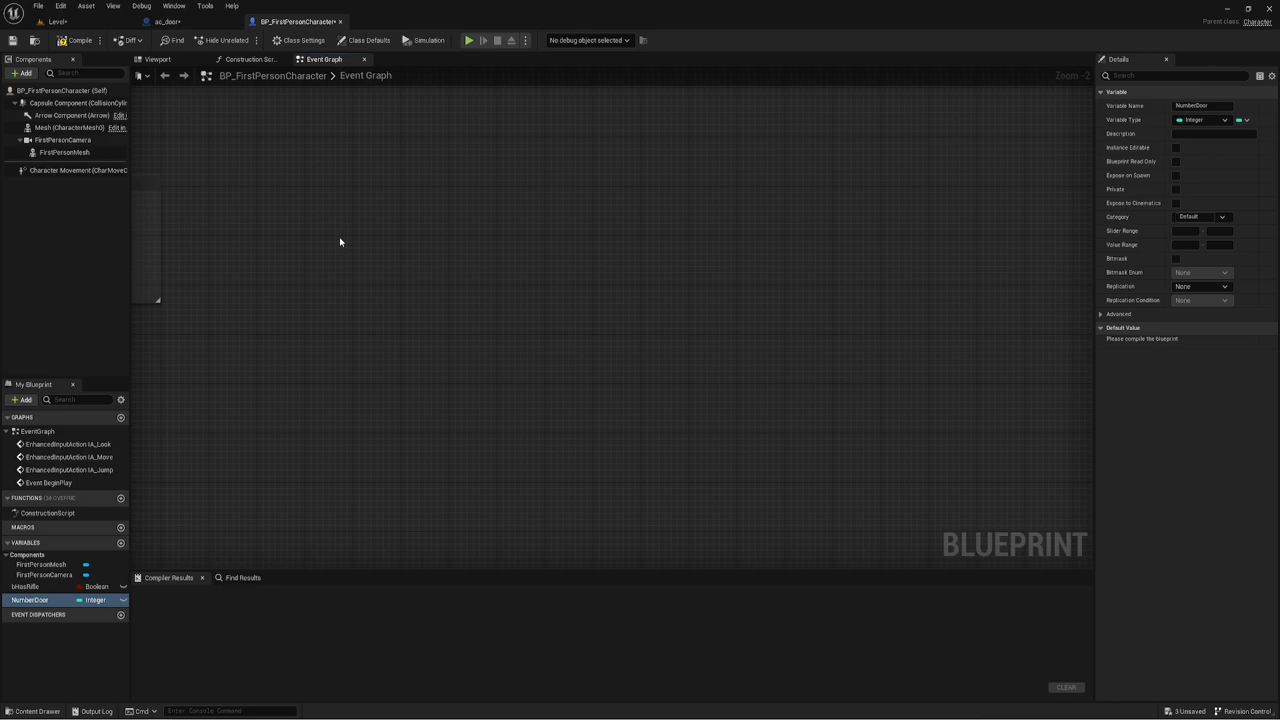 File Edit Asset View Debug Window Tools Help
Level•
ac_door•
BP_FirstPersonCharacter•
Parent class: Character
Compile
Diff
Find
Hide Unrelated
Class Settings
Class Defaults
Simulation
No debug object selected
Components
Viewport
Construction Scr...
Event Graph
Details
Add
Search
BP_FirstPersonCharacter > Event Graph
Zoom -2
Search
BP_FirstPersonCharacter (Self)
Capsule Component (CollisionCylin
Arrow Component (Arrow) Edit i
Mesh (CharacterMesh0) Edit in
FirstPersonCamera
FirstPersonMesh
Character Movement (CharMoveC
Variable
Variable Name NumberDoor
Variable Type Integer
Description
Instance Editable
Blueprint Read Only
Expose on Spawn
Private
Expose to Cinematics
Category Default
Slider Range
Value Range
Bitmask
Bitmask Enum None
Replication None
Replication Condition None
Advanced
Default Value
Please compile the blueprint
My Blueprint
Add
Search
GRAPHS
EventGraph
EnhancedInputAction IA_Look
EnhancedInputAction IA_Move
EnhancedInputAction IA_Jump
Event BeginPlay
FUNCTIONS (34 OVERRIC
ConstructionScript
MACROS
VARIABLES
Components
FirstPersonMesh
FirstPersonCamera
bHasRifle Boolean
NumberDoor Integer
EVENT DISPATCHERS
BLUEPRINT
Compiler Results
Find Results
CLEAR
Content Drawer
Output Log
Cmd
Enter Console Command
3 Unsaved
Revision Control